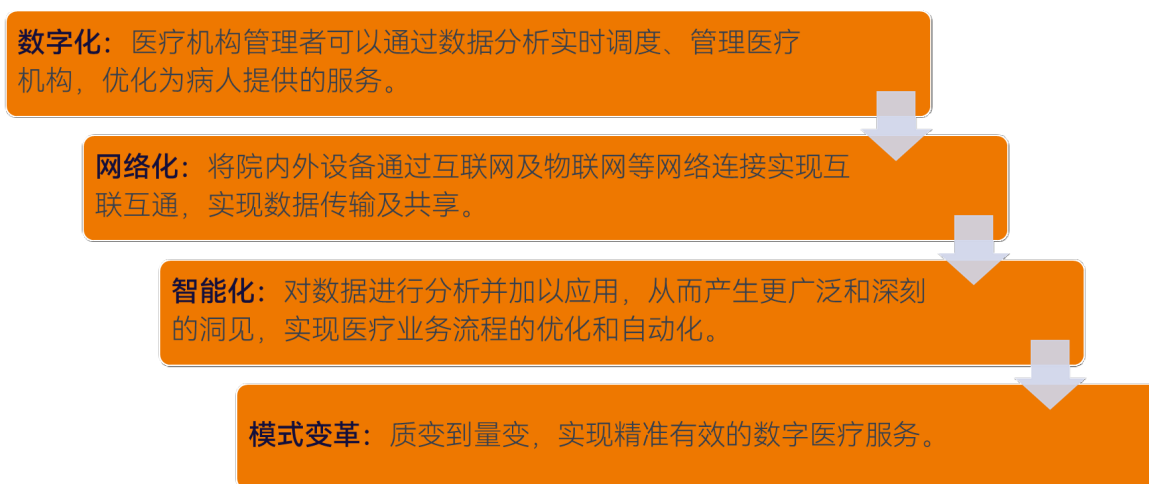 数字化：医疗机构管理者可以通过数据分析实时调度、管理医疗
机构，优化为病人提供的服务。
网络化：将院内外设备通过互联网及物联网等网络连接实现互
联互通，实现数据传输及共享。
智能化：对数据进行分析并加以应用，从而产生更广泛和深刻
的洞见，实现医疗业务流程的优化和自动化。
模式变革：质变到量变，实现精准有效的数字医疗服务。